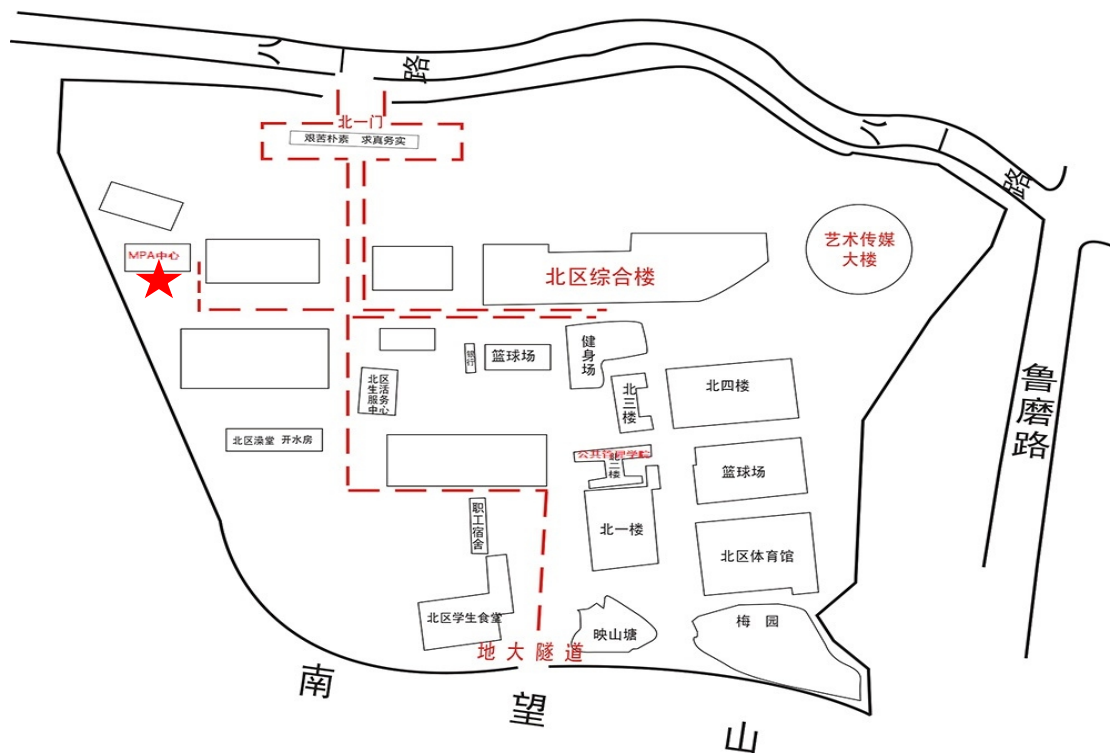 路
北一门
艰苦朴素 求真务实
路
MPA中心
北区综合楼
艺术传媒
大楼
银行
篮球场
健身场
北区
生活
服务
中心
北三楼
北四楼
鲁磨路
北区澡堂 开水房
公共管理学院
北二楼
篮球场
职工宿舍
北一楼
北区体育馆
北区学生食堂
映山塘
梅 园
地大隧道
南望山